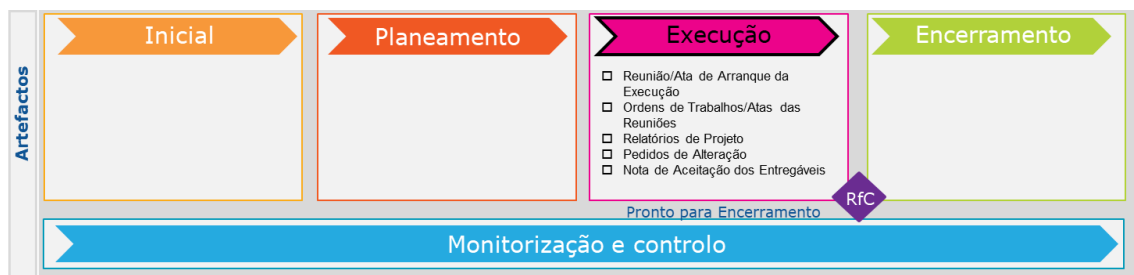 Artefactos
Inicial
Planeamento
Execução
Encerramento
Reunião/Ata de Arranque da
Execução
Ordens de Trabalhos/Atas das
Reuniões
Relatórios de Projeto
Pedidos de Alteração
Nota de Aceitação dos Entregáveis
RfC
Pronto para Encerramento
Monitorização e controlo